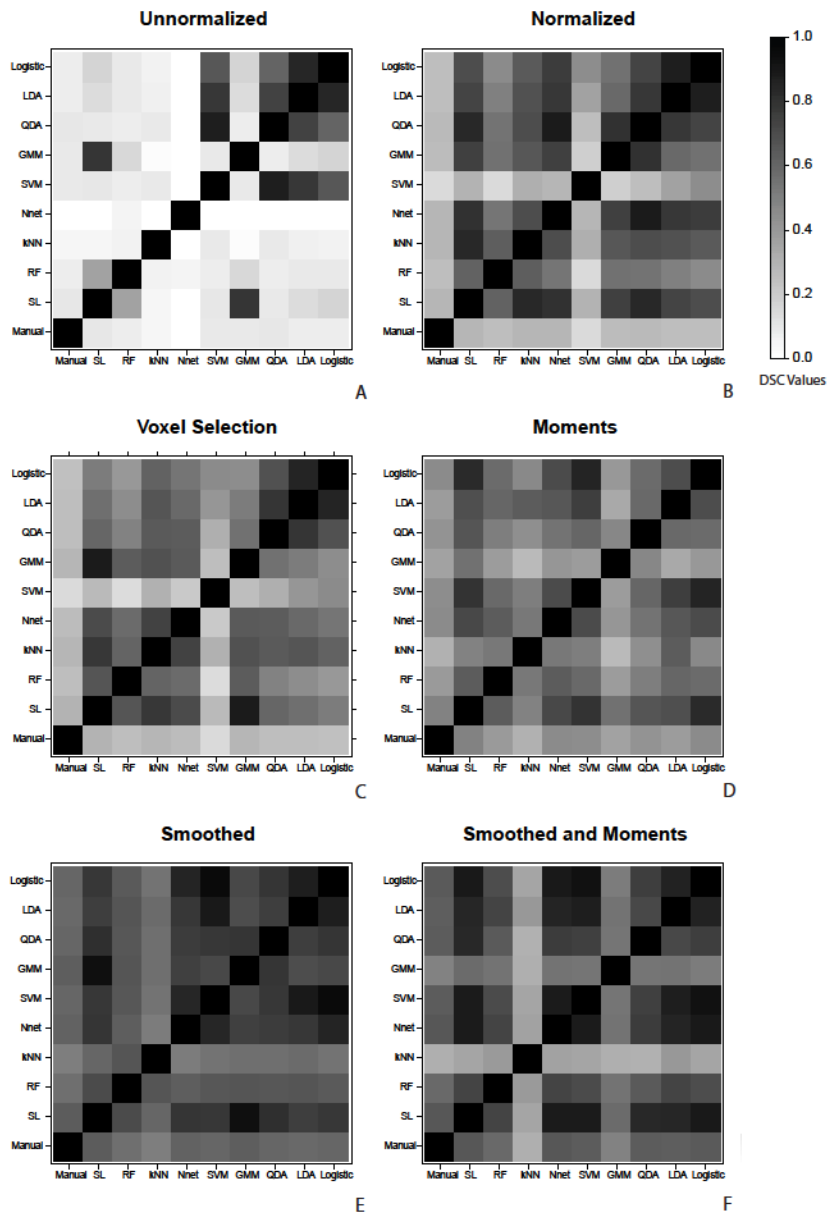 Unnormalized
Normalized
Logistic
LDA
QDA
GMM
SVM
Nnet
kNN
RF
SL
Manual
Manual SL RF kNN Nnet SVM GMM QDA LDA Logistic
A
Logistic
LDA
QDA
GMM
SVM
Nnet
kNN
RF
SL
Manual
Manual SL RF kNN Nnet SVM GMM QDA LDA Logistic
B
1.0
0.8
0.6
0.4
0.2
0.0
DSC Values
Voxel Selection
Moments
Logistic
LDA
QDA
GMM
SVM
Nnet
kNN
RF
SL
Manual
Manual SL RF kNN Nnet SVM GMM QDA LDA Logistic
C
Logistic
LDA
QDA
GMM
SVM
Nnet
kNN
RF
SL
Manual
Manual SL RF kNN Nnet SVM GMM QDA LDA Logistic
D
Smoothed
Smoothed and Moments
Logistic
LDA
QDA
GMM
SVM
Nnet
kNN
RF
SL
Manual
Manual SL RF kNN Nnet SVM GMM QDA LDA Logistic
E
Logistic
LDA
QDA
GMM
SVM
Nnet
kNN
RF
SL
Manual
Manual SL RF kNN Nnet SVM GMM QDA LDA Logistic
F